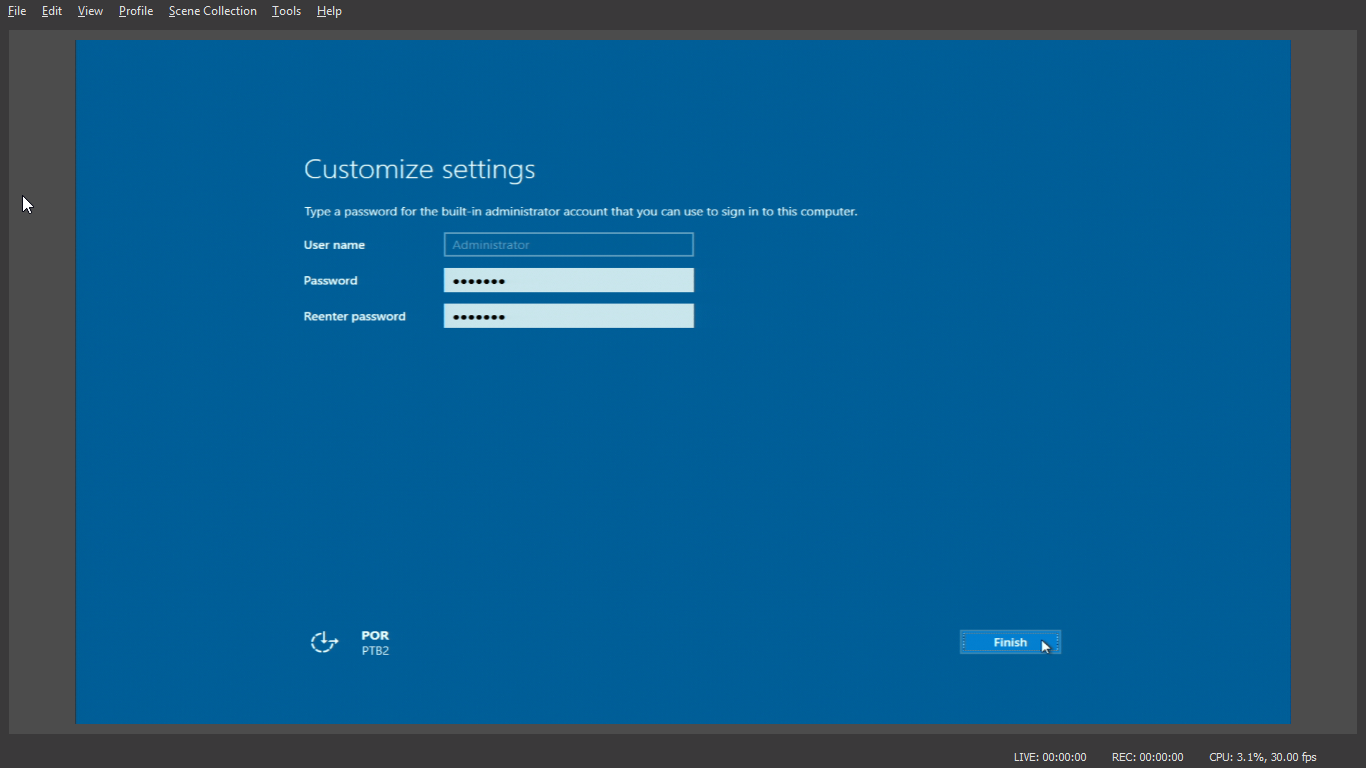 File Edit View Profile Scene Collection Tools Help
Customize settings
Type a password for the built-in administrator account that you can use to sign in to this computer.
User name Administrator
Password •••••••
Reenter password •••••••
POR
PTB2
Finish
LIVE: 00:00:00 REC: 00:00:00 CPU: 3.1%, 30.00 fps